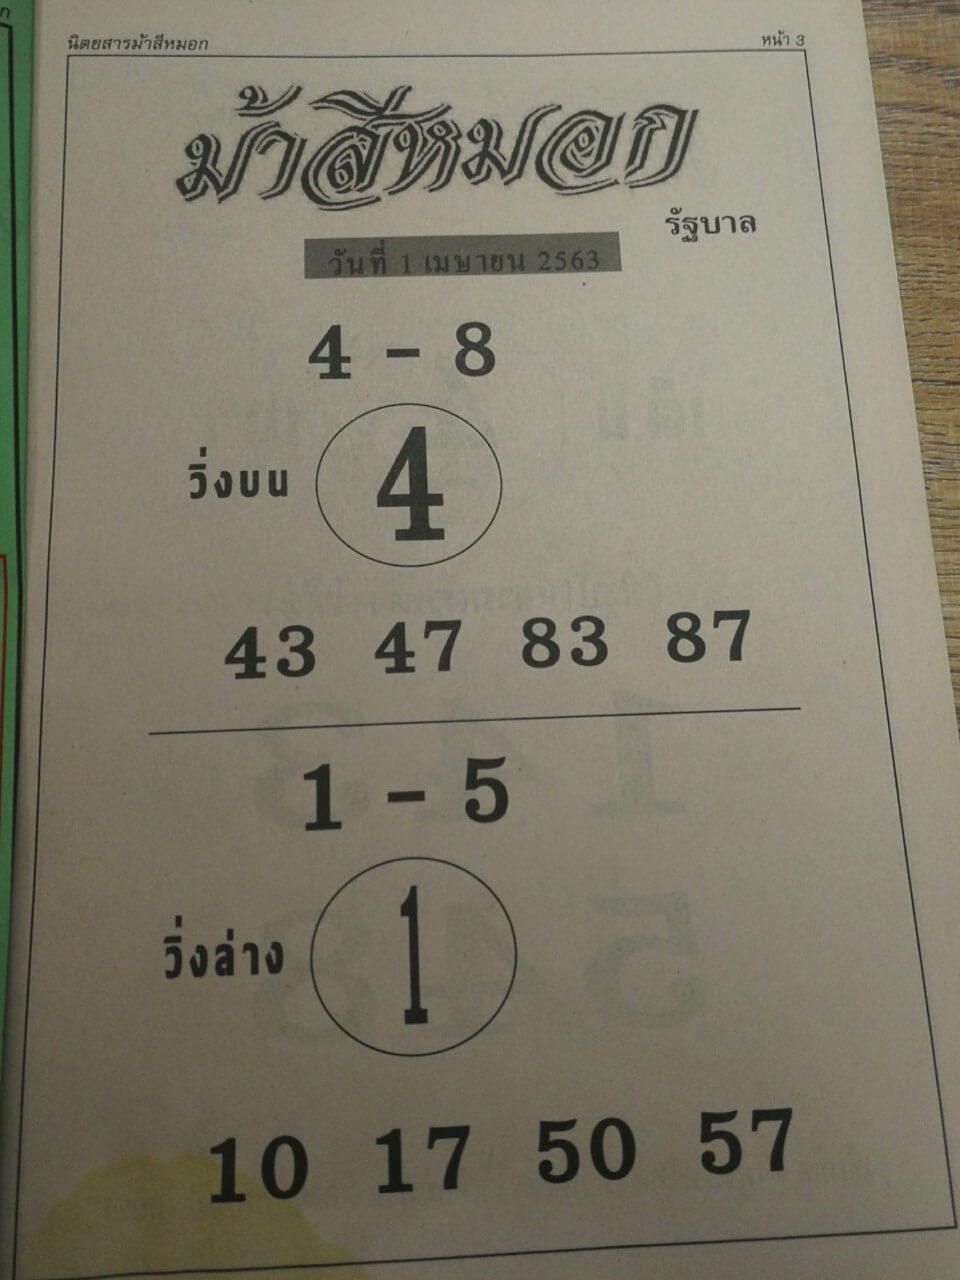 นิตยสารม้าสีหมอก
หน้า 3
ม้าสีหมอก
รัฐบาล
วันที่ 1 เมษายน 2563
4 - 8
วิ่งบน 4
43 47 83 87
1 - 5
วิ่งล่าง 1
10 17 50 57